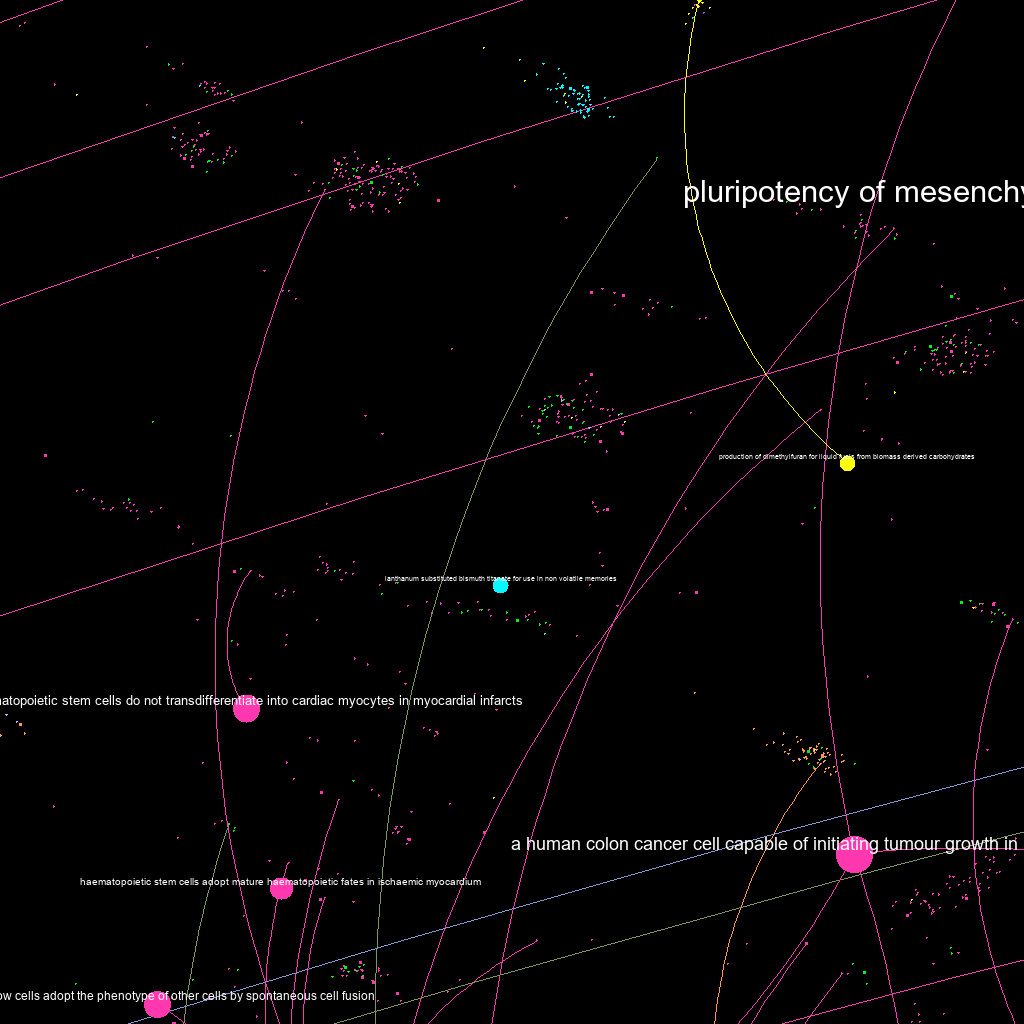 pluripotency of mesenchy
production of dimethylfuran for liquid fuels from biomass derived carbohydrates
lanthanum substituted bismuth titanate for use in non volatile memories
matopoietic stem cells do not transdifferentiate into cardiac myocytes in myocardial infarcts
a human colon cancer cell capable of initiating tumour growth in
haematopoietic stem cells adopt mature haematopoietic fates in ischaemic myocardium
ow cells adopt the phenotype of other cells by spontaneous cell fusion